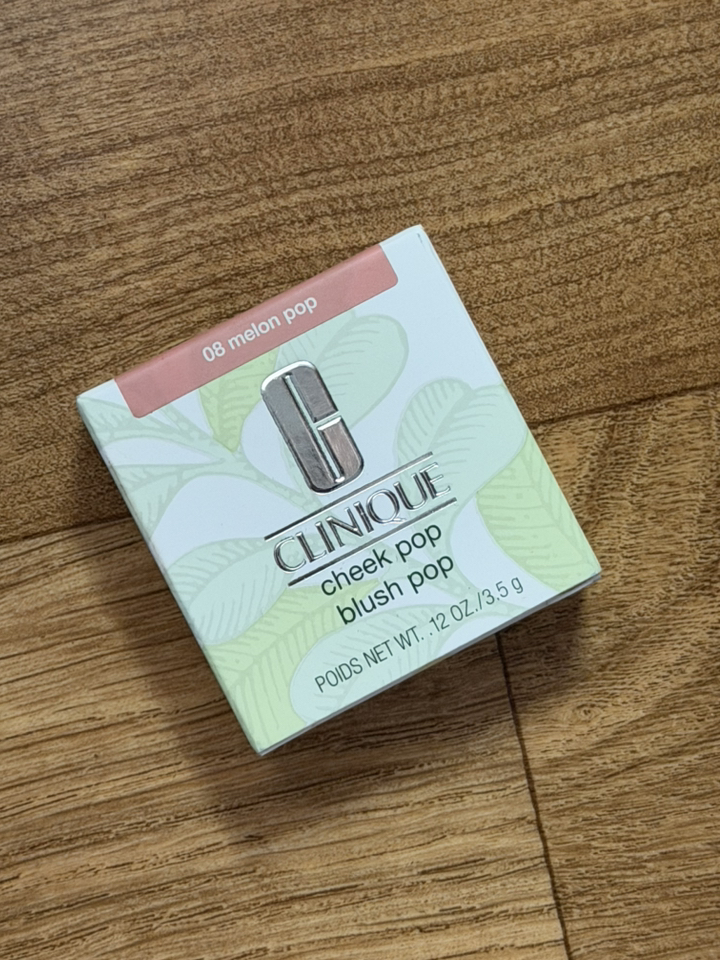 08 melon pop
CLINIQUE
cheek pop
blush pop
POIDS NET WT. .12 OZ./3.5 g